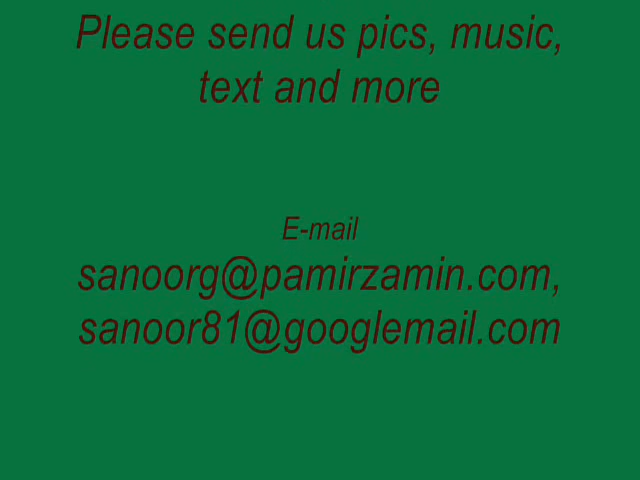 Please send us pics, music,
text and more
E-mail
sanoorg@pamirzamin.com,
sanoor81@googlemail.com